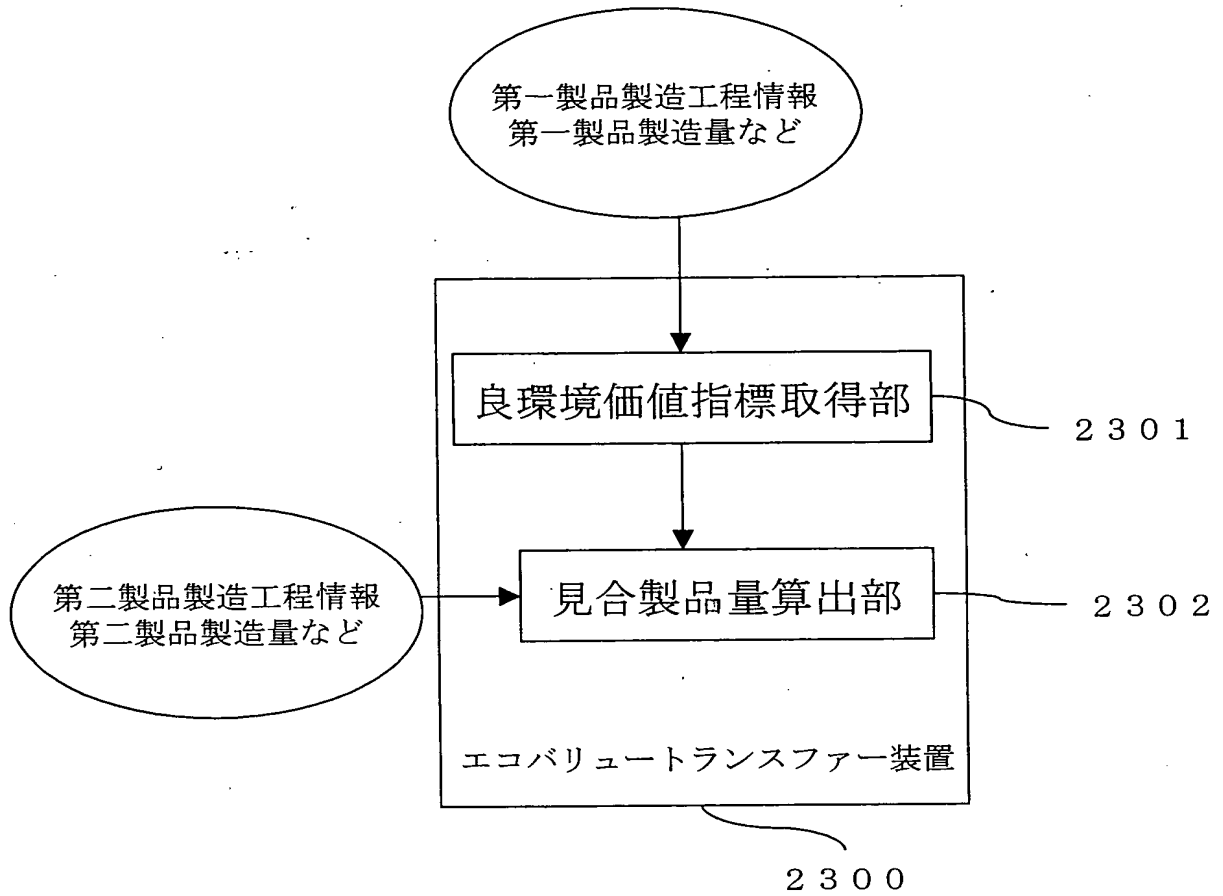 第一製品製造工程情報
第一製品製造量など
良環境価値指標取得部
２３０１
第二製品製造工程情報
第二製品製造量など
見合製品量算出部
２３０２
エコバリュートランスファー装置
２３００